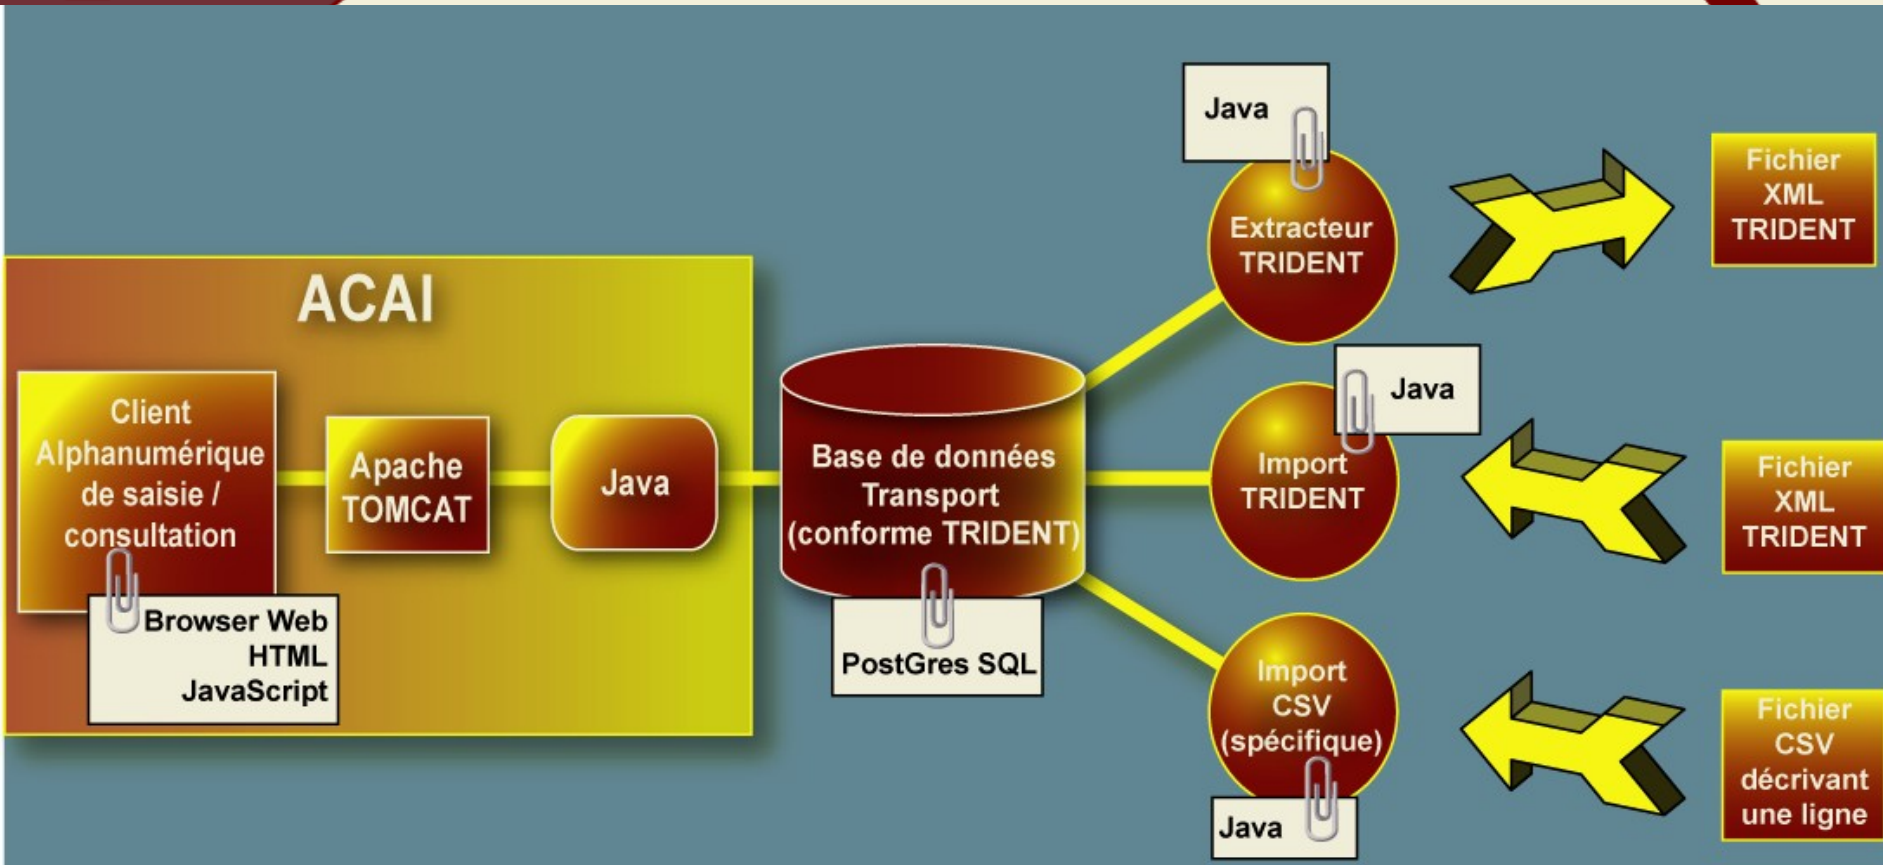 ACAI
Client
Alphanumérique
de saisie /
consultation
Browser Web
HTML
JavaScript
Apache
TOMCAT
Java
Base de données
Transport
(conforme TRIDENT)
PostGres SQL
Java
Extracteur
TRIDENT
Fichier
XML
TRIDENT
Java
Import
TRIDENT
Fichier
XML
TRIDENT
Import
CSV
(spécifique)
Java
Fichier
CSV
décrivant
une ligne